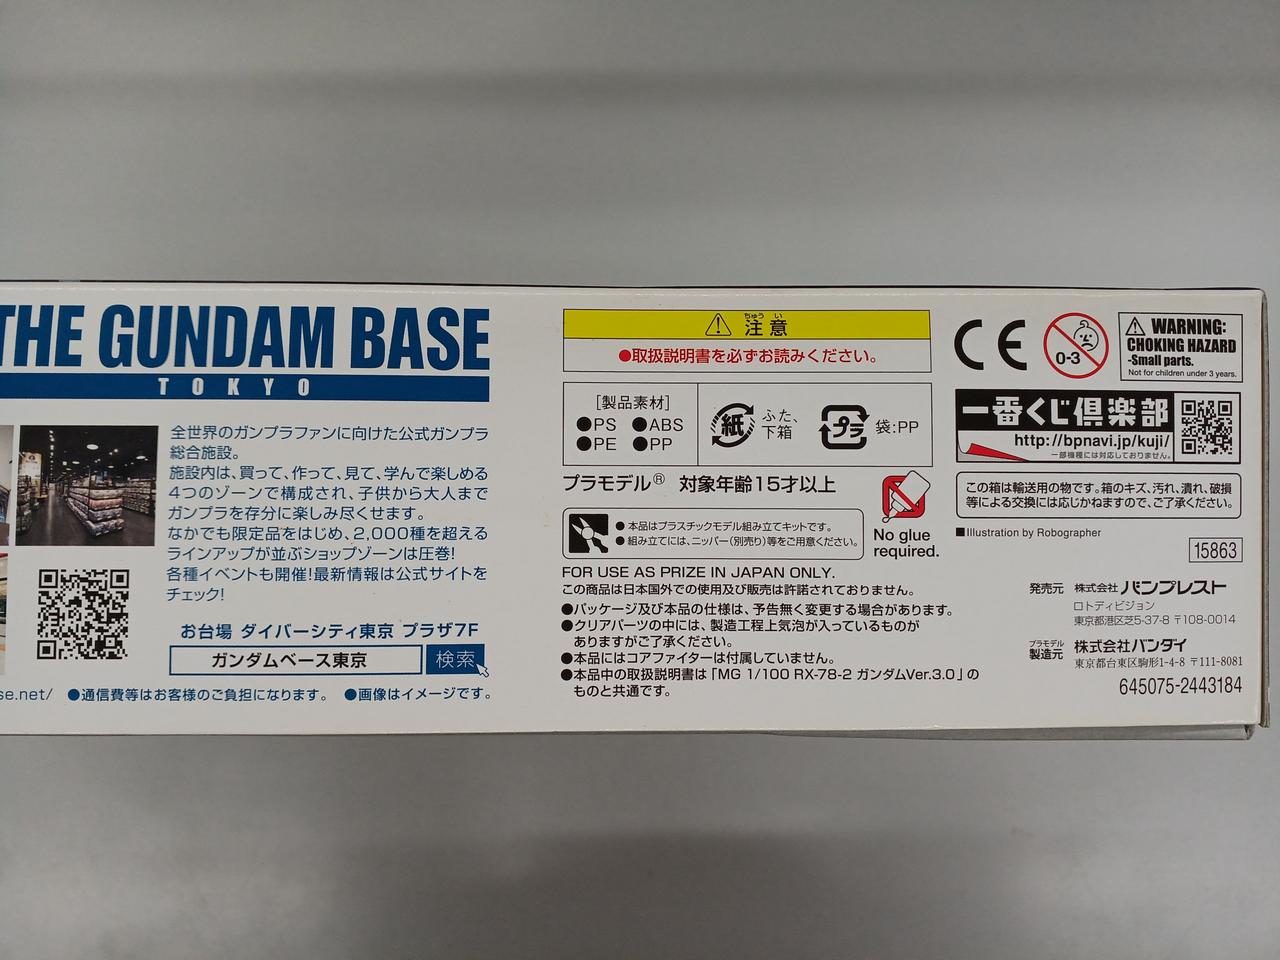 THE GUNDAM BASE
TOKYO
全世界のガンプラファンに向けた公式ガンプラ
総合施設。
施設内は、買って、作って、見て、学んで楽しめる
4つのゾーンで構成され、子供から大人まで
ガンプラを存分に楽しみ尽くせます。
なかでも限定品をはじめ、2,000種を超える
ラインアップが並ぶショップゾーンは圧巻!
各種イベントも開催!最新情報は公式サイトを
チェック!
お台場 ダイバーシティ東京 プラザ7F
ガンダムベース東京 検索
se.net/ ●通信費等はお客様のご負担になります。 ●画像はイメージです。
ちゅう い
注意
●取扱説明書を必ずお読みください。
[製品素材]
●PS ●ABS
●PE ●PP
紙 ふた、
下箱
プラ 袋:PP
プラモデル® 対象年齢15才以上
●本品はプラスチックモデル組み立てキットです。
●組み立てには、ニッパー(別売り)等をご用意ください。
No glue
required.
FOR USE AS PRIZE IN JAPAN ONLY.
この商品は日本国外での使用及び販売は許諾されておりません。
●パッケージ及び本品の仕様は、予告無く変更する場合があります。
●クリアパーツの中には、製造工程上気泡が入っているものが
ありますがご了承ください。
●本品にはコアファイターは付属していません。
●本品中の取扱説明書は「MG 1/100 RX-78-2 ガンダムVer.3.0」の
ものと共通です。
CE
0-3
WARNING:
CHOKING HAZARD
-Small parts.
Not for children under 3 years.
一番くじ倶楽部
http://bpnavi.jp/kuji/
一部機種には対応しておりません。
この箱は輸送用の物です。箱のキズ、汚れ、潰れ、破損
等による交換には応じかねますので、ご了承ください。
■Illustration by Robographer
15863
発売元 株式会社 バンプレスト
ロトディビジョン
東京都港区芝5-37-8 〒108-0014
プラモデル
製造元 株式会社バンダイ
東京都台東区駒形1-4-8 〒111-8081
645075-2443184